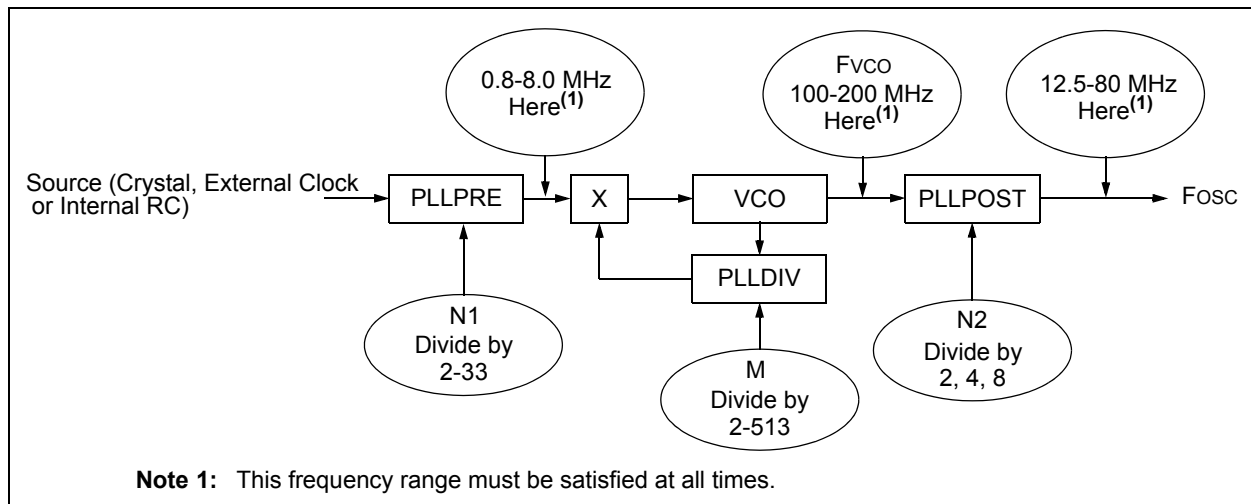 0.8-8.0 MHz
Here(1)
FVCO
100-200 MHz
Here(1)
12.5-80 MHz
Here(1)
Source (Crystal, External Clock
or Internal RC)
PLLPRE
X
VCO
PLLPOST
FOSC
PLLDIV
N1
Divide by
2-33
M
Divide by
2-513
N2
Divide by
2, 4, 8
Note 1: This frequency range must be satisfied at all times.